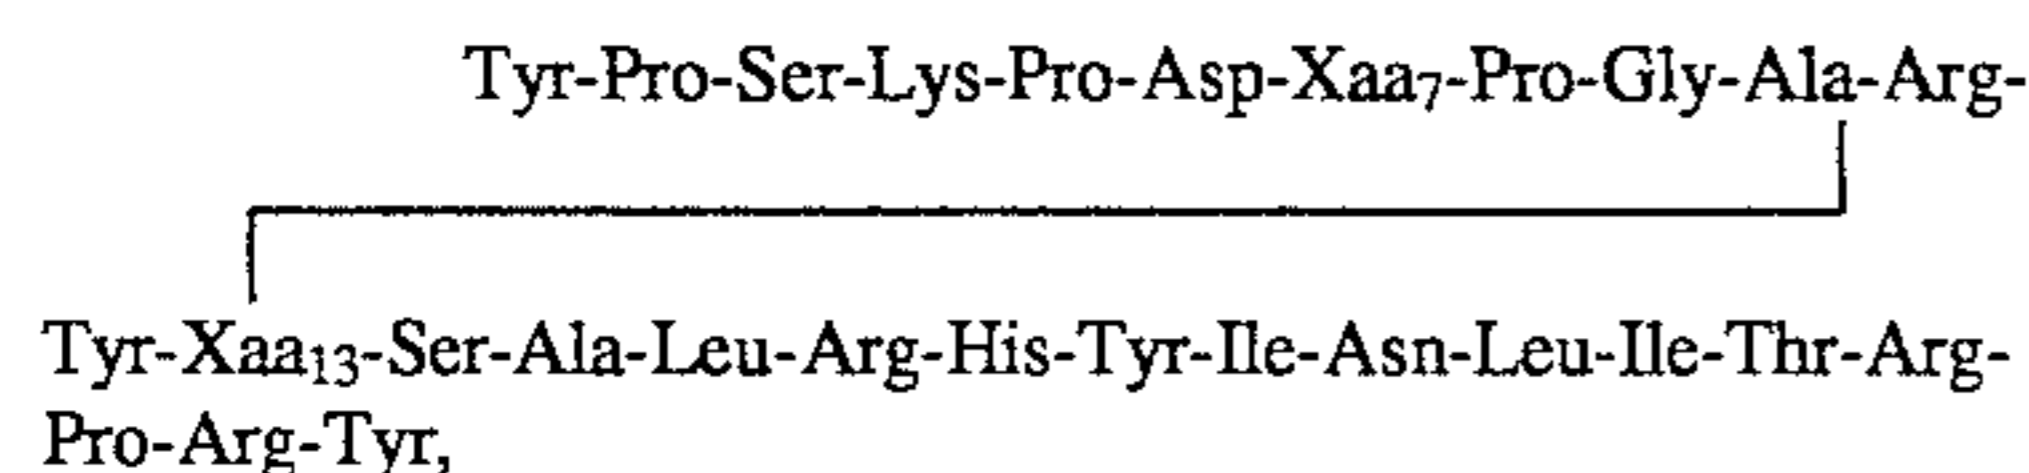 Tyr-Pro-Ser-Lys-Pro-Asp-Xaa₇-Pro-Gly-Ala-Arg-
Tyr-Xaa₁₃-Ser-Ala-Leu-Arg-His-Tyr-Ile-Asn-Leu-Ile-Thr-Arg-
Pro-Arg-Tyr,